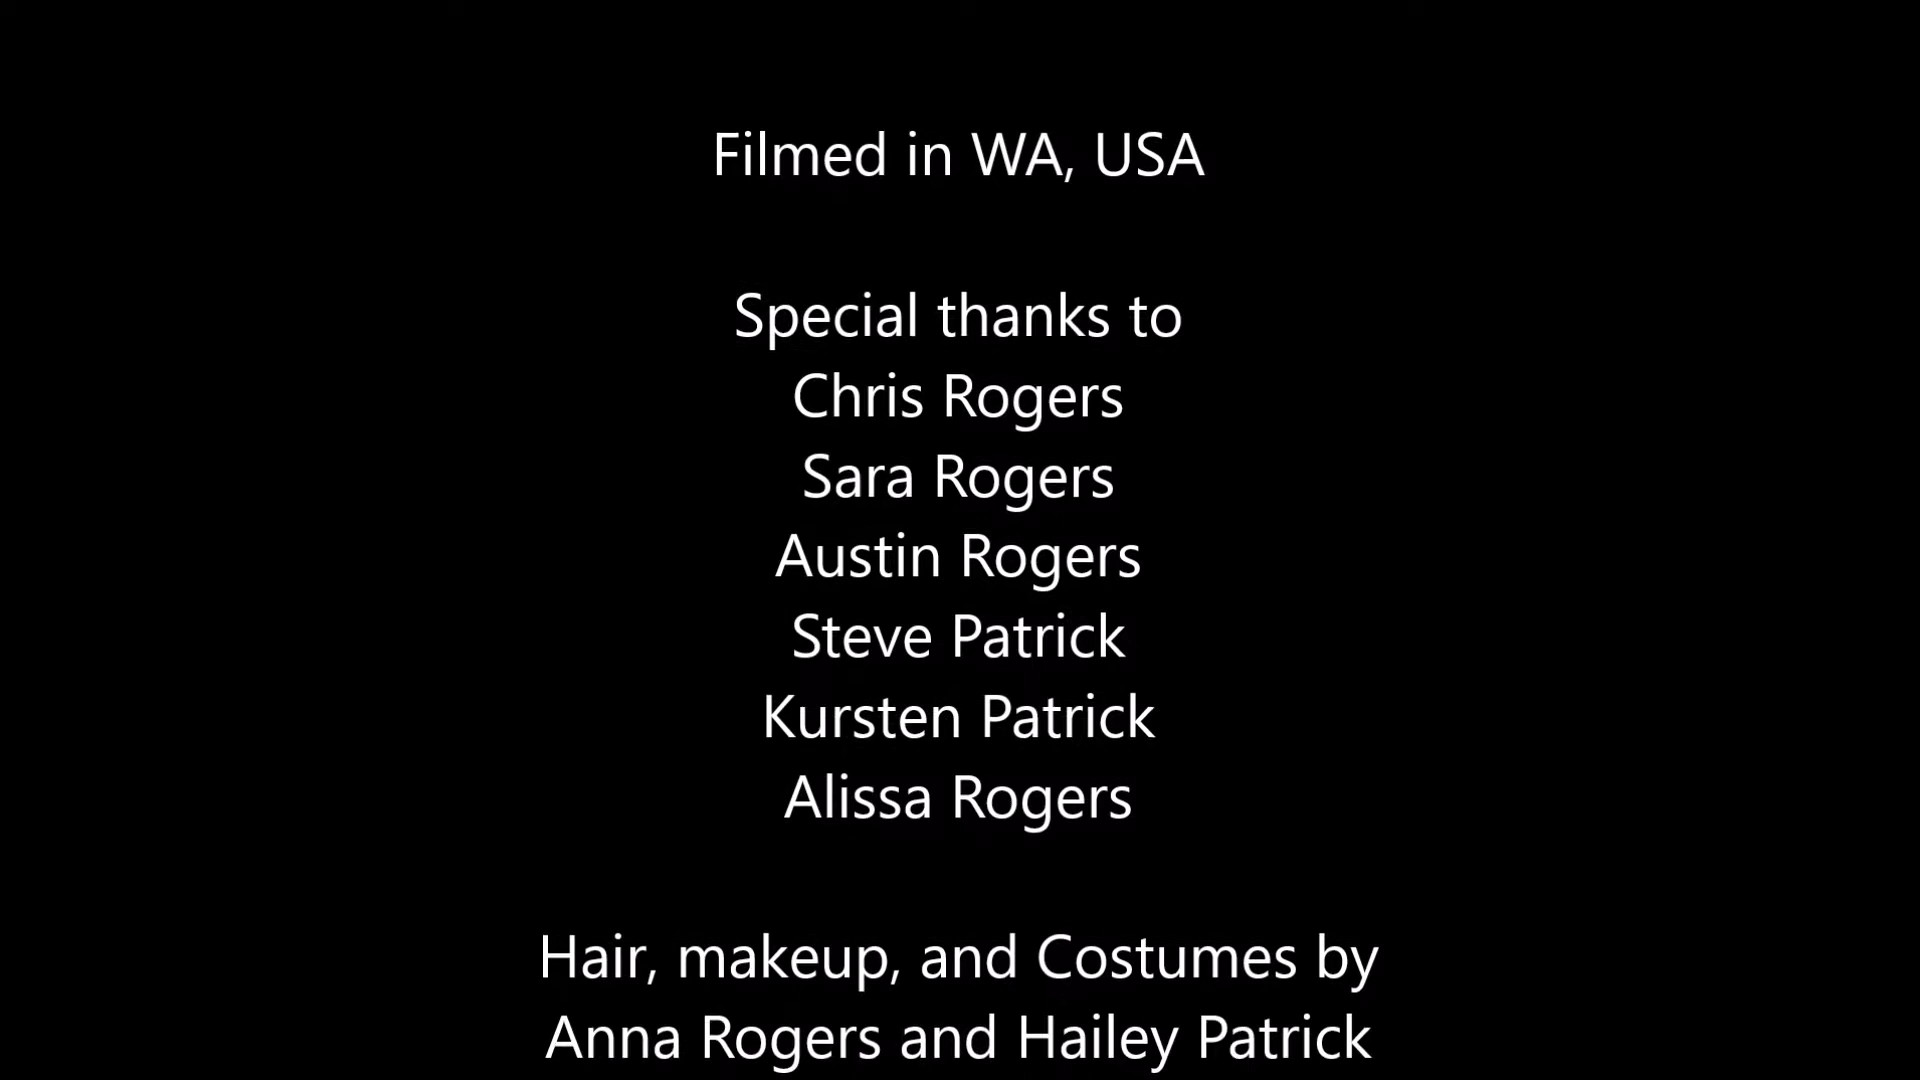 Filmed in WA, USA
Special thanks to
Chris Rogers
Sara Rogers
Austin Rogers
Steve Patrick
Kursten Patrick
Alissa Rogers
Hair, makeup, and Costumes by
Anna Rogers and Hailey Patrick